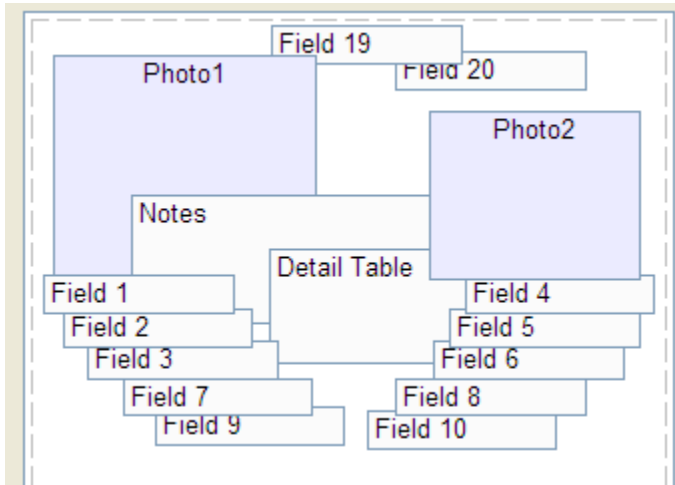 Field 19
Field 20
Photo1
Photo2
Notes
Detail Table
Field 1
Field 4
Field 2
Field 5
Field 3
Field 6
Field 7
Field 8
Field 9
Field 10